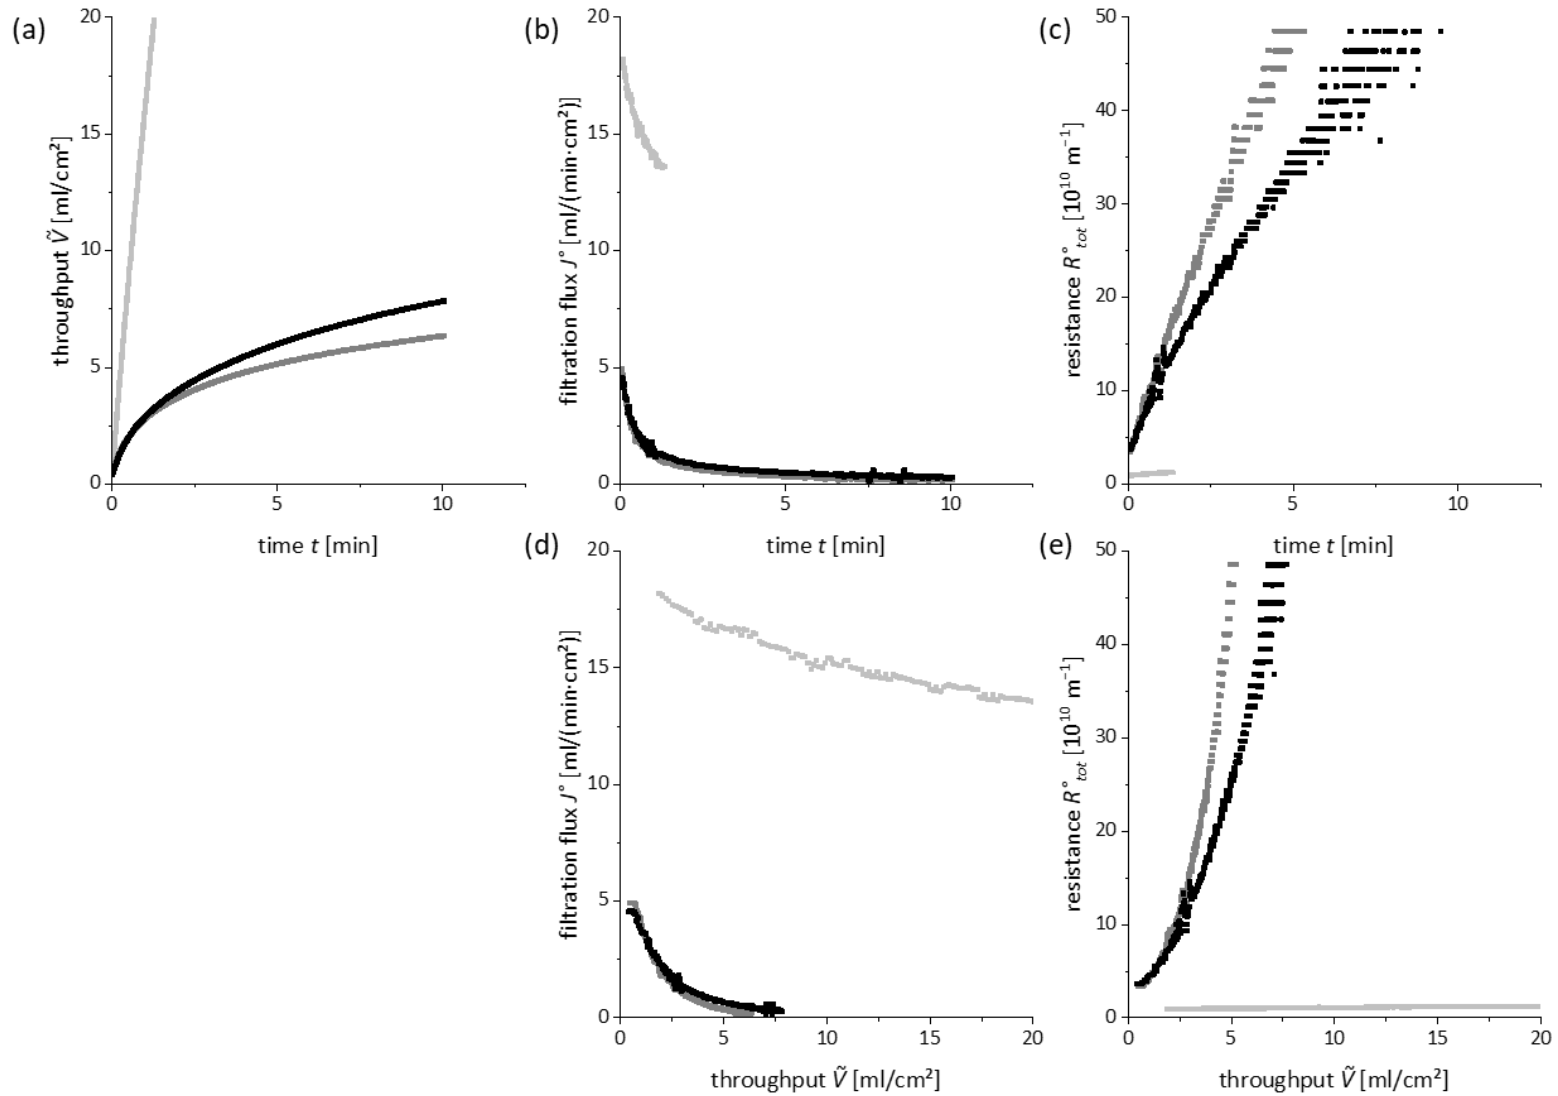 (a)
throughput Ṽ [ml/cm²]
20
15
10
5
0
0 5 10
time t [min]
(b)
filtration flux J° [ml/(min·cm²)]
20
15
10
5
0
0 5 10
time t [min]
(c)
resistance R°tot [10¹⁰ m⁻¹]
50
40
30
20
10
0
0 5 10
time t [min]
(d)
filtration flux J° [ml/(min·cm²)]
20
15
10
5
0
0 5 10 15 20
throughput Ṽ [ml/cm²]
(e)
resistance R°tot [10¹⁰ m⁻¹]
50
40
30
20
10
0
0 5 10 15 20
throughput Ṽ [ml/cm²]